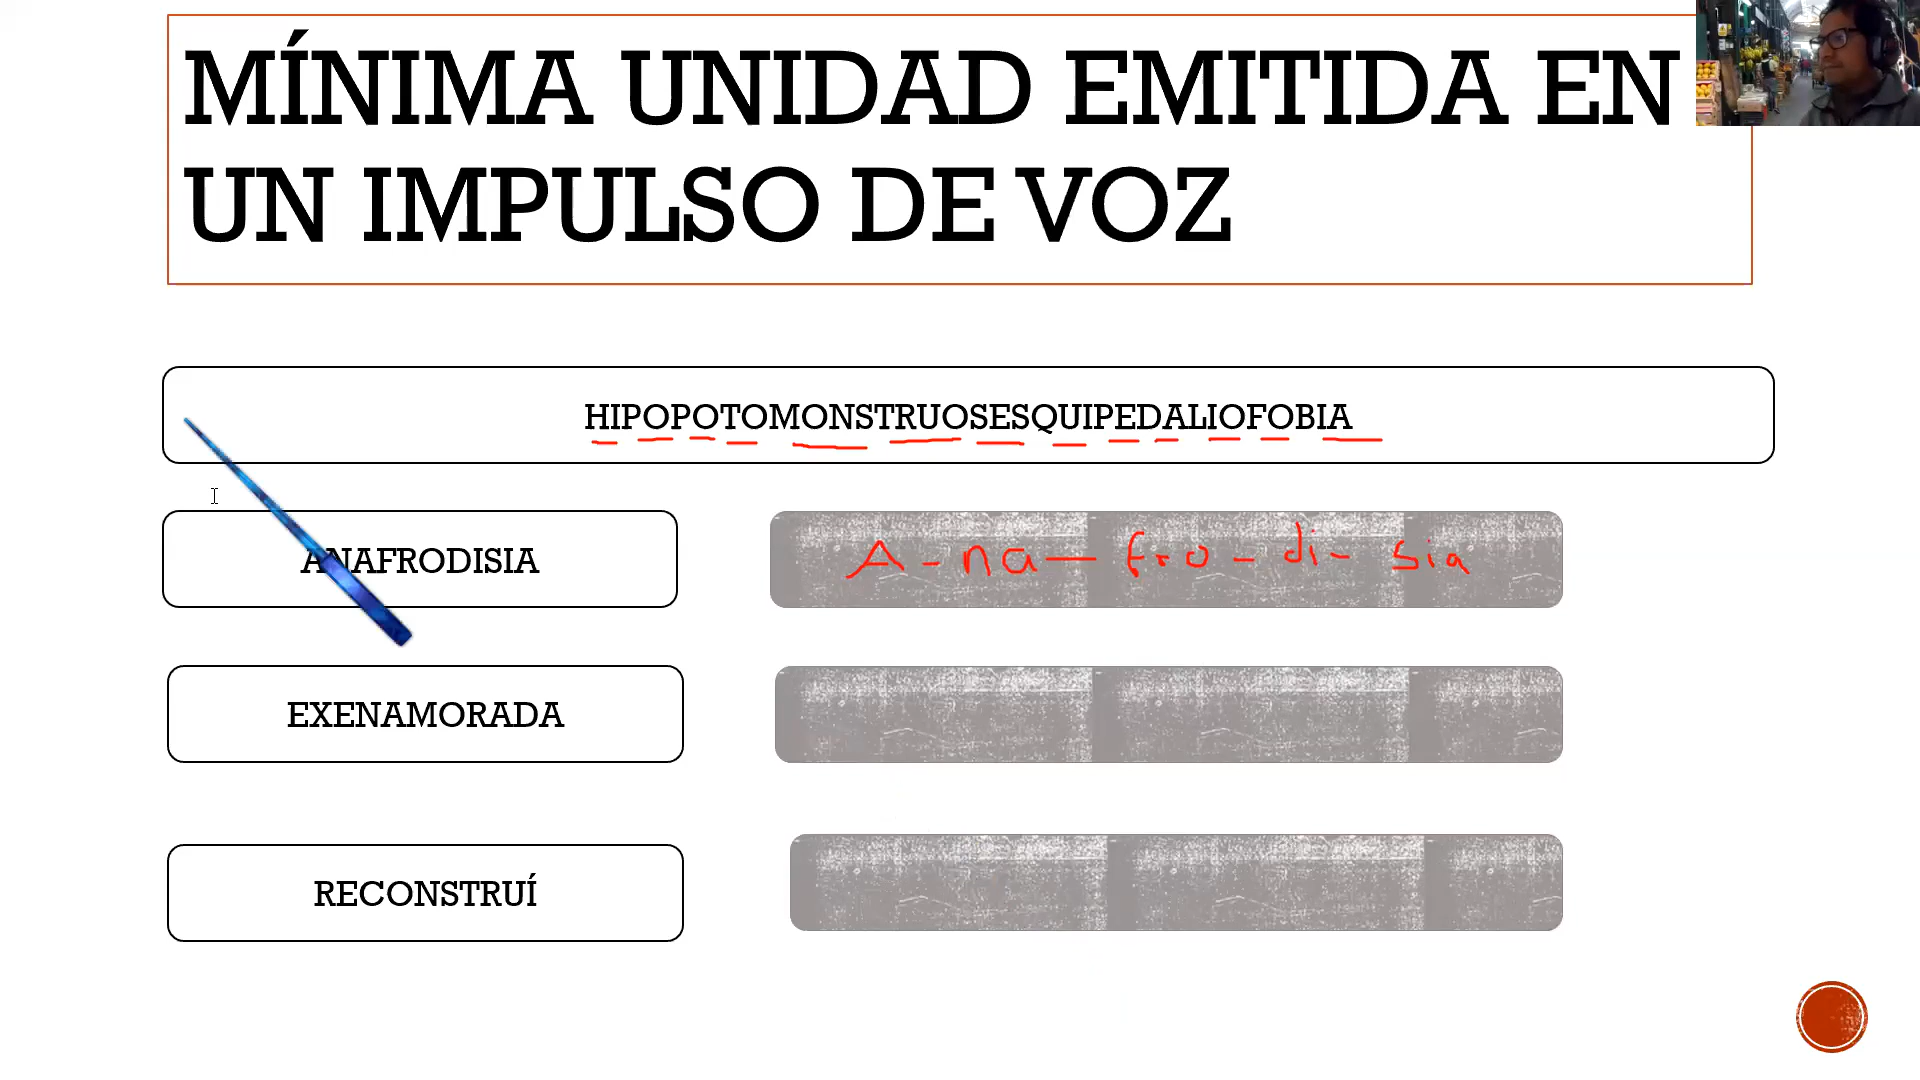 MÍNIMA UNIDAD EMITIDA EN
UN IMPULSO DE VOZ
HIPOPOTOMONSTRUOSESQUIPEDALIOFOBIA
ANAFRODISIA
A - na - fro - di - sia
EXENAMORADA
RECONSTRUÍ